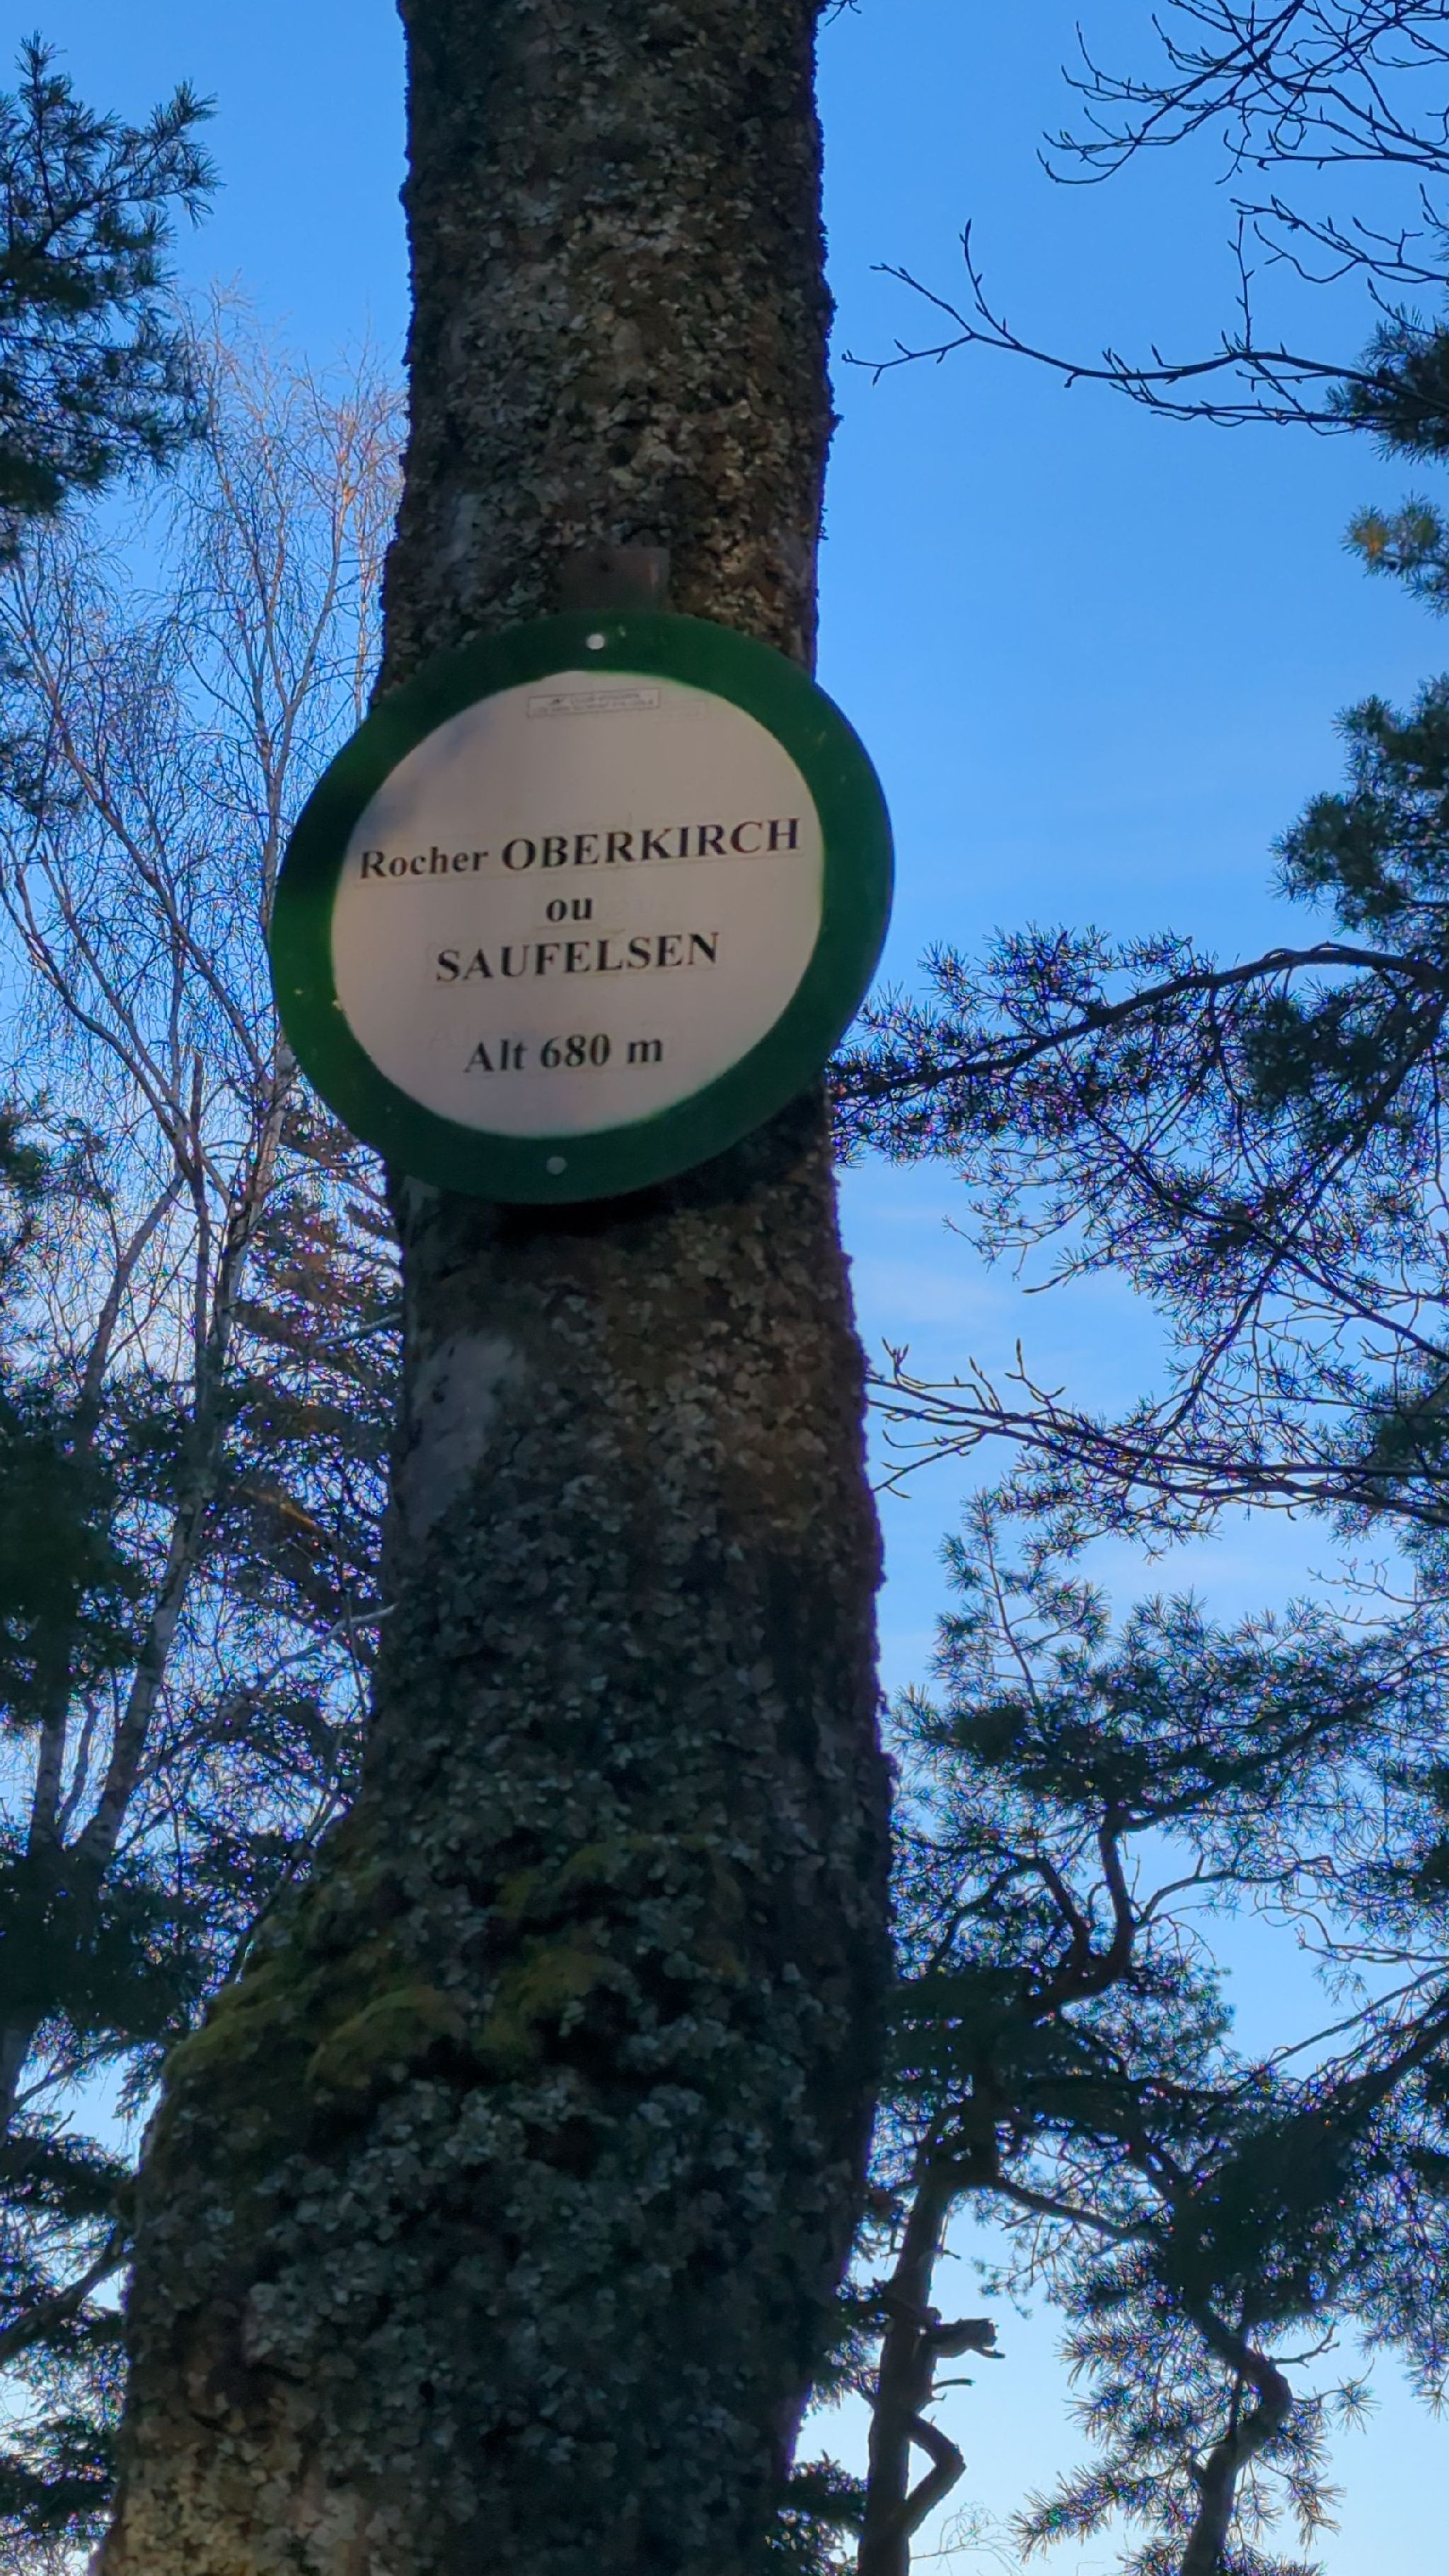 Rocher OBERKIRCH
ou
SAUFELSEN
Alt 680 m